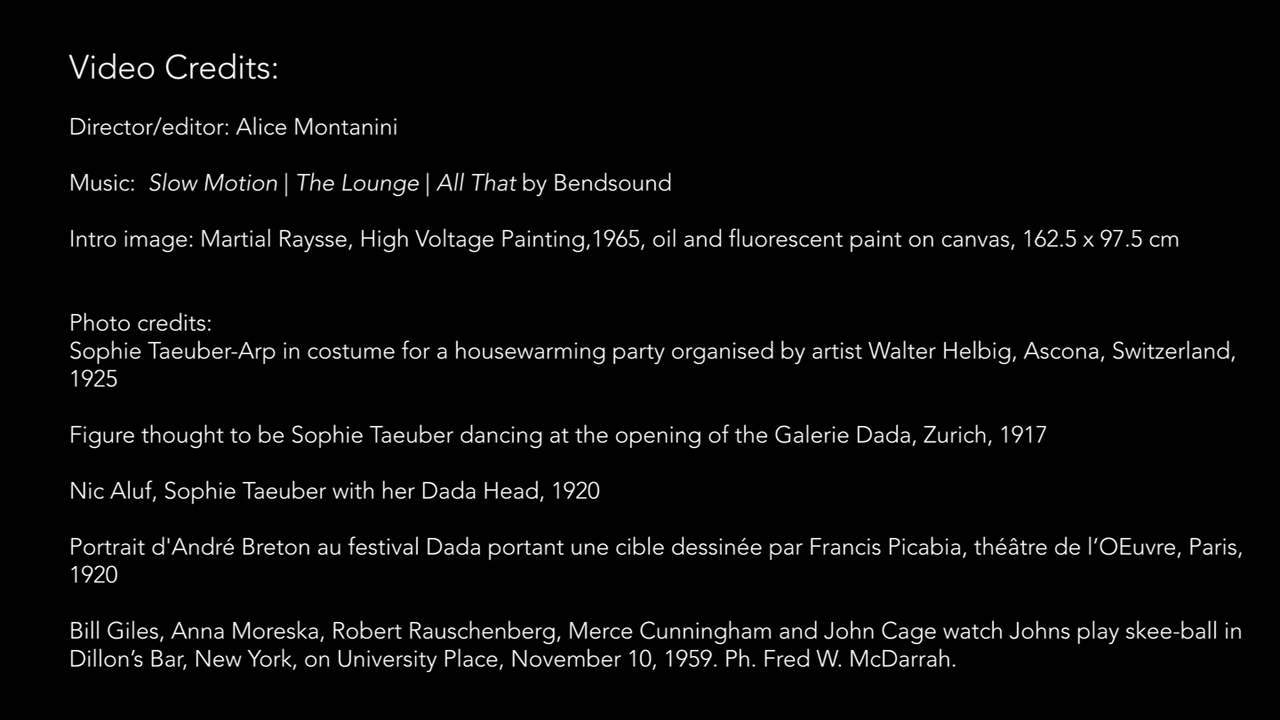 Video Credits:
Director/editor: Alice Montanini
Music: Slow Motion | The Lounge | All That by Bendsound
Intro image: Martial Raysse, High Voltage Painting,1965, oil and fluorescent paint on canvas, 162.5 x 97.5 cm
Photo credits:
Sophie Taeuber-Arp in costume for a housewarming party organised by artist Walter Helbig, Ascona, Switzerland,
1925
Figure thought to be Sophie Taeuber dancing at the opening of the Galerie Dada, Zurich, 1917
Nic Aluf, Sophie Taeuber with her Dada Head, 1920
Portrait d'André Breton au festival Dada portant une cible dessinée par Francis Picabia, théâtre de l’OEuvre, Paris,
1920
Bill Giles, Anna Moreska, Robert Rauschenberg, Merce Cunningham and John Cage watch Johns play skee-ball in
Dillon’s Bar, New York, on University Place, November 10, 1959. Ph. Fred W. McDarrah.